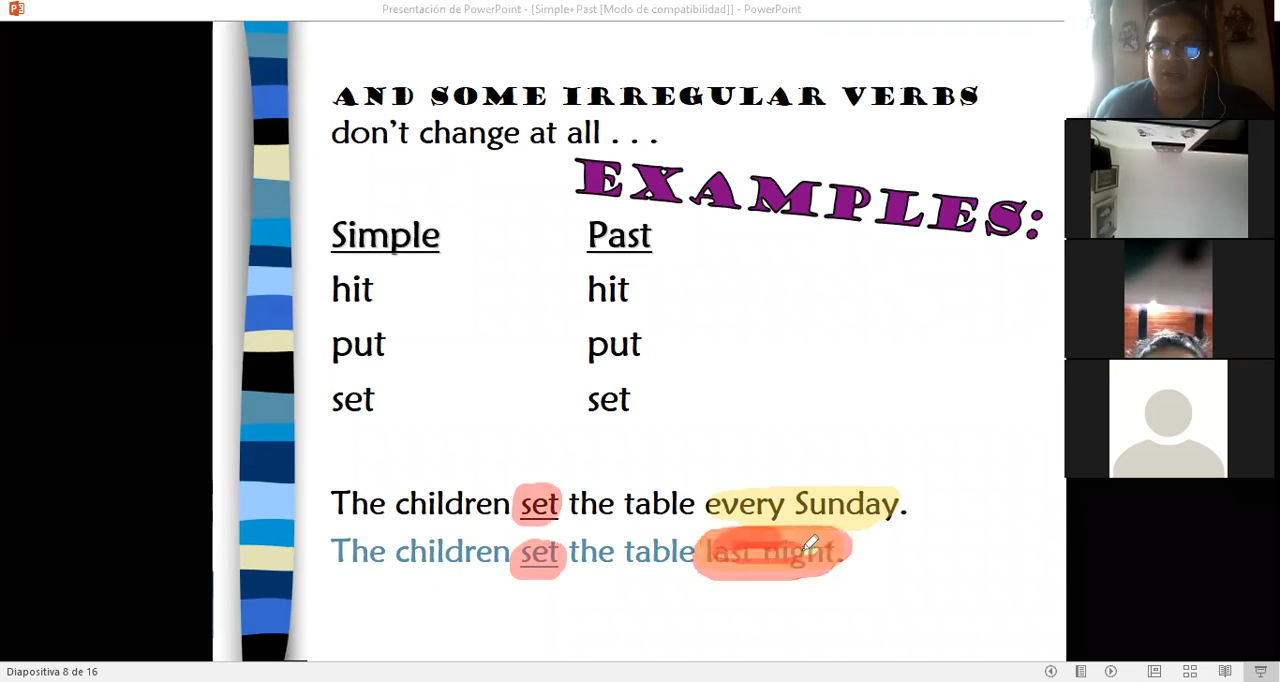 Presentación de PowerPoint - [Simple+Past [Modo de compatibilidad]] - PowerPoint
AND SOME IRREGULAR VERBS
don't change at all . . .
EXAMPLES:
Simple Past
hit hit
put put
set set
The children set the table every Sunday.
The children set the table last night.
Diapositiva 8 de 16